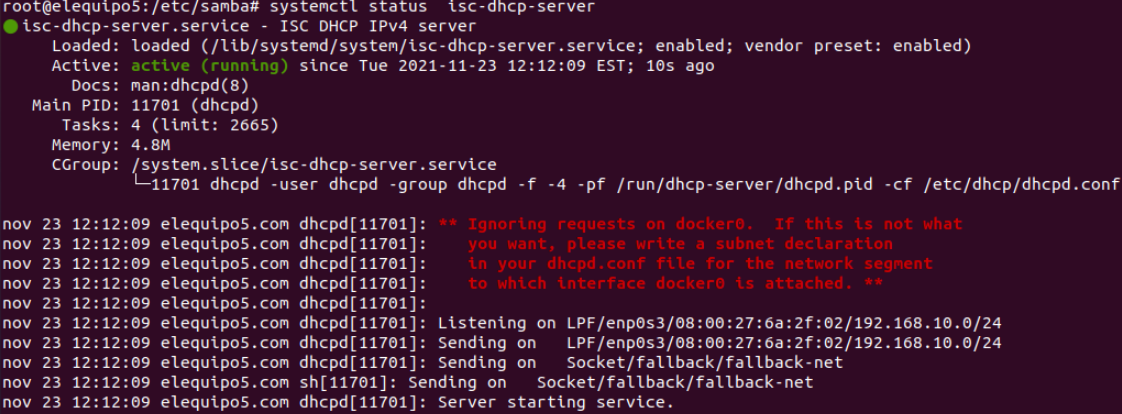 root@elequipo5:/etc/samba# systemctl status  isc-dhcp-server
● isc-dhcp-server.service - ISC DHCP IPv4 server
     Loaded: loaded (/lib/systemd/system/isc-dhcp-server.service; enabled; vendor preset: enabled)
     Active: active (running) since Tue 2021-11-23 12:12:09 EST; 10s ago
       Docs: man:dhcpd(8)
   Main PID: 11701 (dhcpd)
      Tasks: 4 (limit: 2665)
     Memory: 4.8M
     CGroup: /system.slice/isc-dhcp-server.service
             └─11701 dhcpd -user dhcpd -group dhcpd -f -4 -pf /run/dhcp-server/dhcpd.pid -cf /etc/dhcp/dhcpd.conf
nov 23 12:12:09 elequipo5.com dhcpd[11701]: ** Ignoring requests on docker0.  If this is not what
nov 23 12:12:09 elequipo5.com dhcpd[11701]:    you want, please write a subnet declaration
nov 23 12:12:09 elequipo5.com dhcpd[11701]:    in your dhcpd.conf file for the network segment
nov 23 12:12:09 elequipo5.com dhcpd[11701]:    to which interface docker0 is attached. **
nov 23 12:12:09 elequipo5.com dhcpd[11701]:
nov 23 12:12:09 elequipo5.com dhcpd[11701]: Listening on LPF/enp0s3/08:00:27:6a:2f:02/192.168.10.0/24
nov 23 12:12:09 elequipo5.com dhcpd[11701]: Sending on   LPF/enp0s3/08:00:27:6a:2f:02/192.168.10.0/24
nov 23 12:12:09 elequipo5.com dhcpd[11701]: Sending on   Socket/fallback/fallback-net
nov 23 12:12:09 elequipo5.com sh[11701]: Sending on   Socket/fallback/fallback-net
nov 23 12:12:09 elequipo5.com dhcpd[11701]: Server starting service.